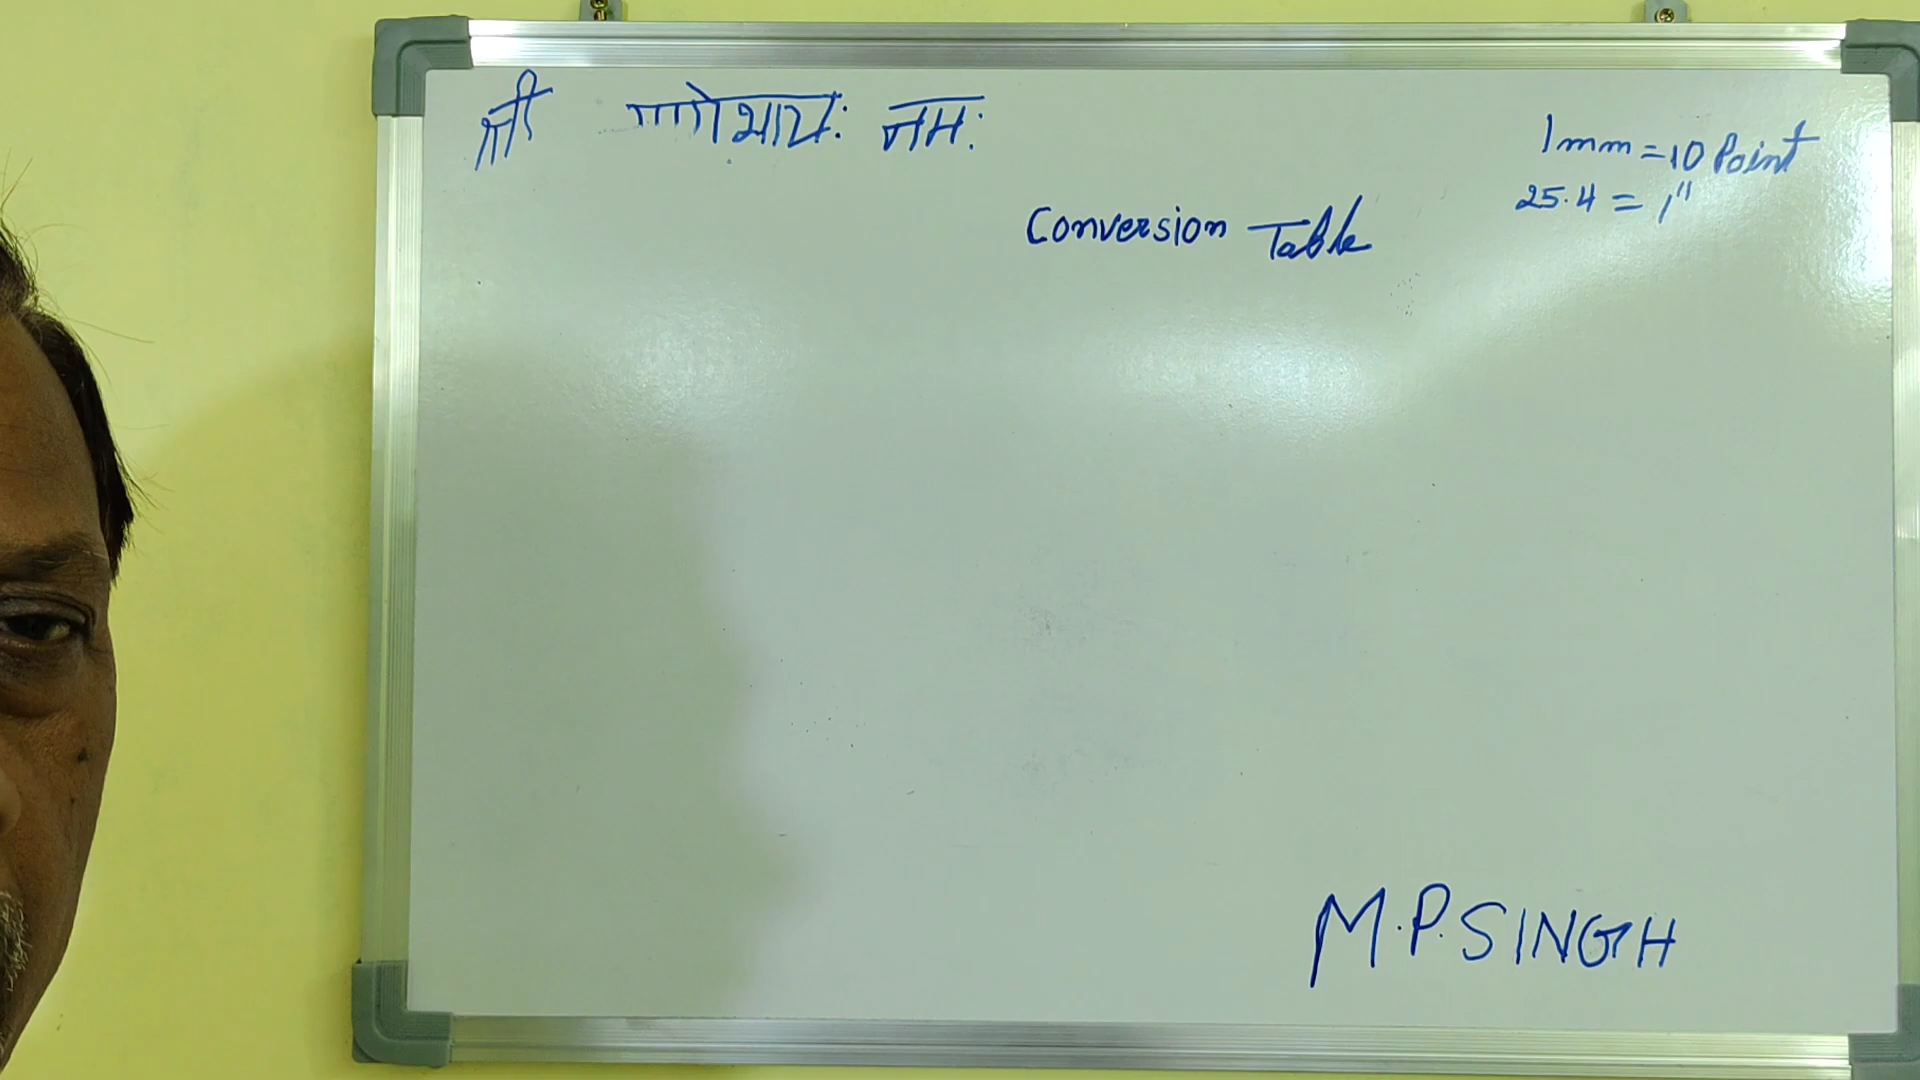 श्री गणेशाय: नम:
1mm = 10 Point
25.4 = 1"
Conversion Table
M.P.SINGH